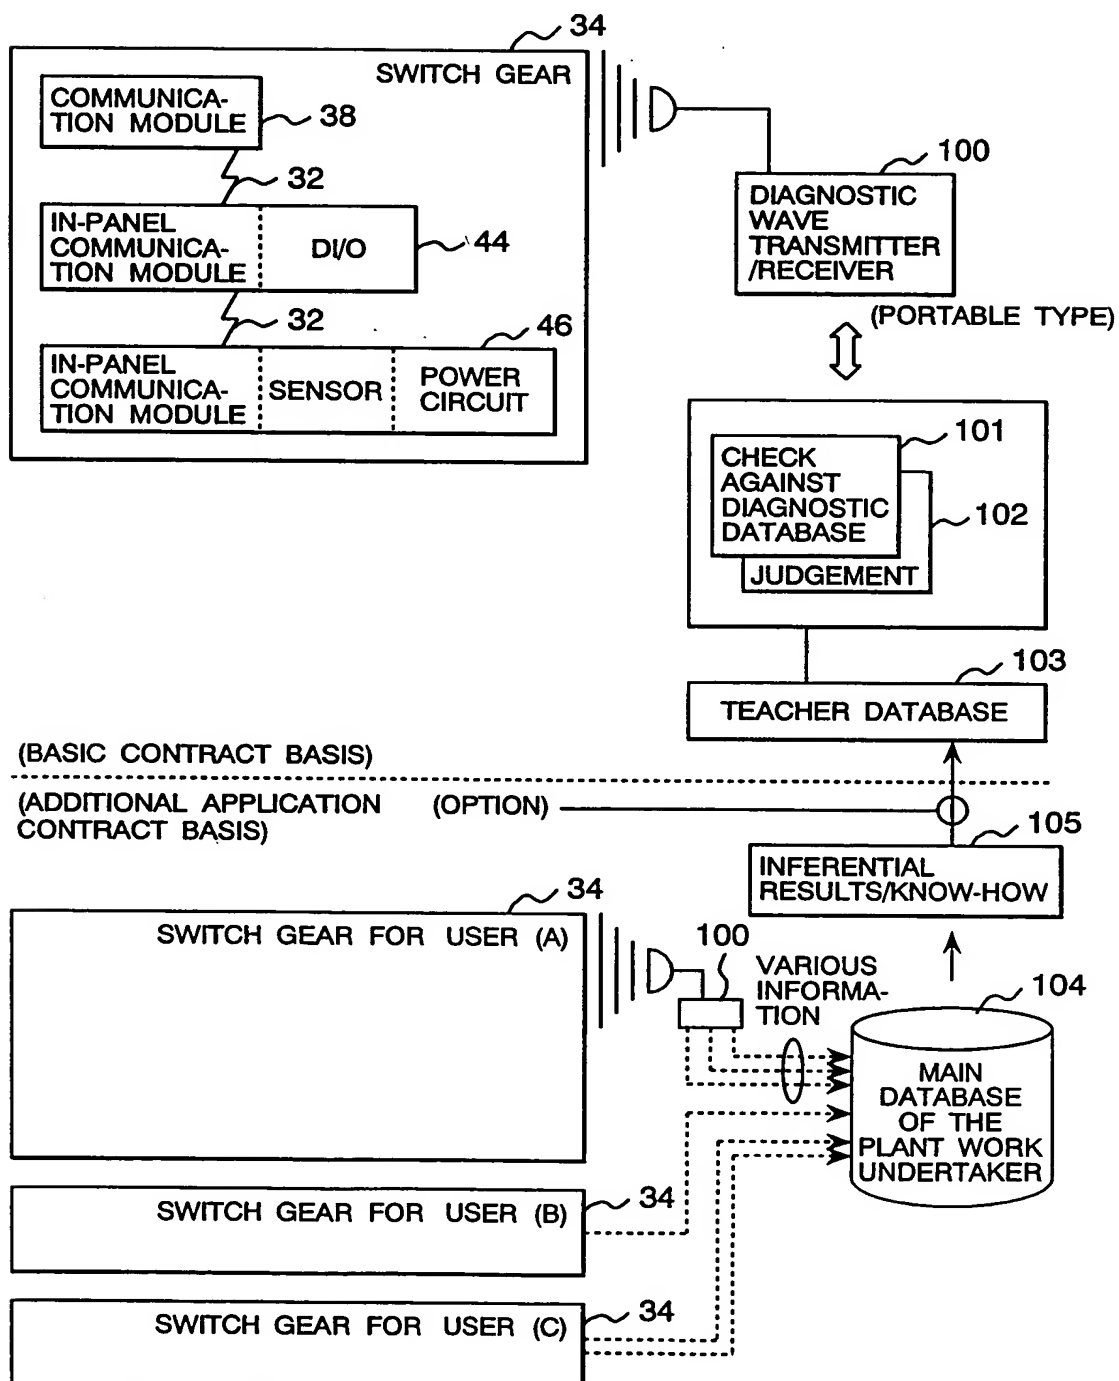 34
SWITCH GEAR
COMMUNICA-
TION MODULE
38
32
IN-PANEL
COMMUNICA-
TION MODULE
DI/O
44
32
46
IN-PANEL
COMMUNICA-
TION MODULE
SENSOR
POWER
CIRCUIT
100
DIAGNOSTIC
WAVE
TRANSMITTER
/RECEIVER
(PORTABLE TYPE)
101
CHECK
AGAINST
DIAGNOSTIC
DATABASE
102
JUDGEMENT
103
TEACHER DATABASE
(BASIC CONTRACT BASIS)
(ADDITIONAL APPLICATION
CONTRACT BASIS)
(OPTION)
105
INFERENTIAL
RESULTS/KNOW-HOW
34
SWITCH GEAR FOR USER (A)
100
VARIOUS
INFORMA-
TION
104
MAIN
DATABASE
OF THE
PLANT WORK
UNDERTAKER
34
SWITCH GEAR FOR USER (B)
34
SWITCH GEAR FOR USER (C)